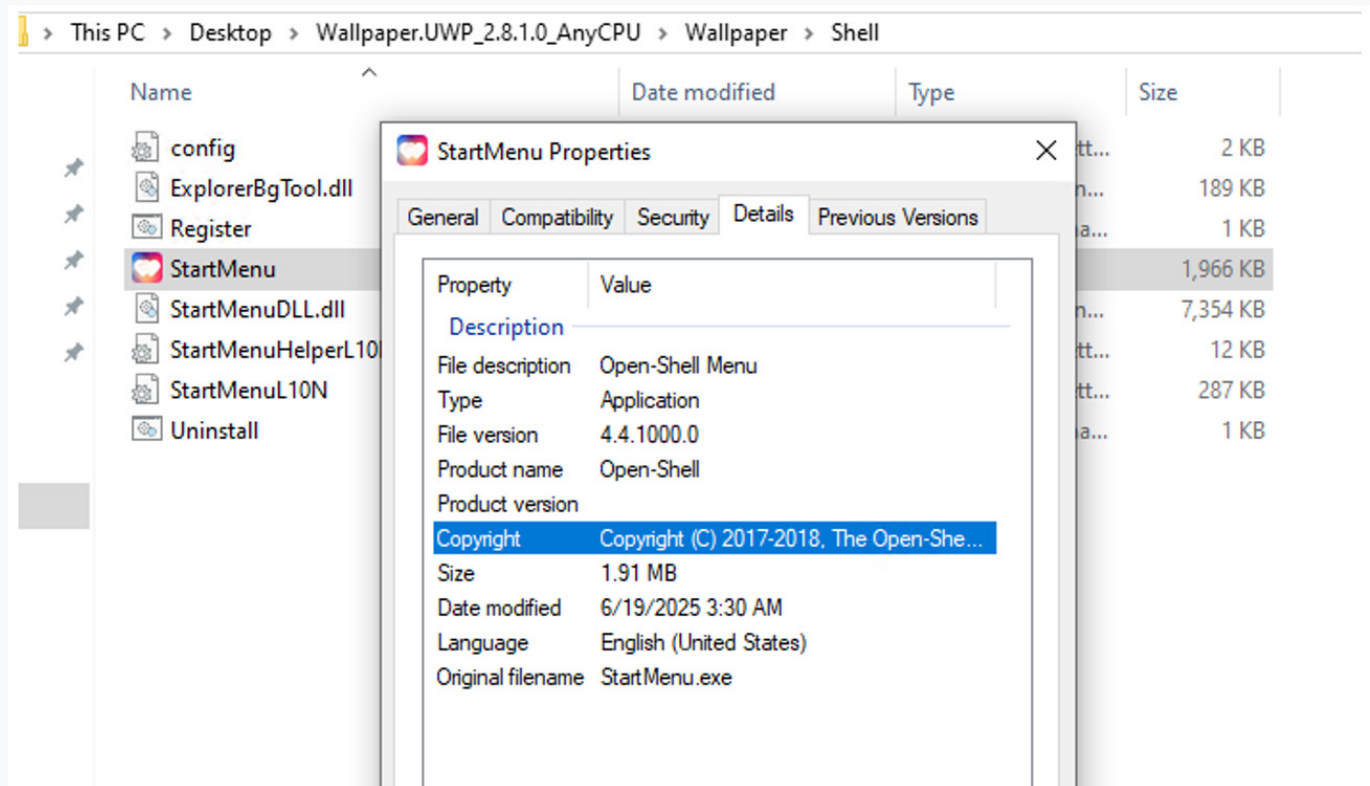 This PC > Desktop > Wallpaper.UWP_2.8.1.0_AnyCPU > Wallpaper > Shell
Name Date modified Type Size
config tt... 2 KB
ExplorerBgTool.dll n... 189 KB
Register a... 1 KB
StartMenu 1,966 KB
StartMenuDLL.dll n... 7,354 KB
StartMenuHelperL10 tt... 12 KB
StartMenuL10N tt... 287 KB
Uninstall a... 1 KB
StartMenu Properties
General Compatibility Security Details Previous Versions
Property Value
Description
File description Open-Shell Menu
Type Application
File version 4.4.1000.0
Product name Open-Shell
Product version
Copyright Copyright (C) 2017-2018, The Open-She...
Size 1.91 MB
Date modified 6/19/2025 3:30 AM
Language English (United States)
Original filename StartMenu.exe